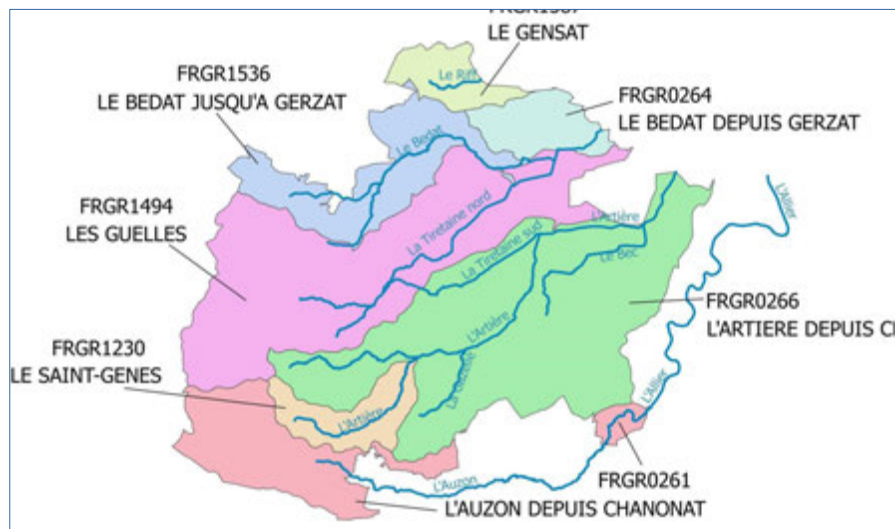 LE GENSAT
FRGR1536
LE BEDAT JUSQU'A GERZAT
FRGR0264
LE BEDAT DEPUIS GERZAT
Le Bédat
FRGR1494
LES GUELLES
La Tiretaine nord
L'Artière
L'Allier
La Tiretaine sud
Le Bec
FRGR0266
L'ARTIERE DEPUIS CH
L'Artière
FRGR1230
LE SAINT-GENES
L'Artière
L'Allier
FRGR0261
L'Auzon
L'AUZON DEPUIS CHANONAT